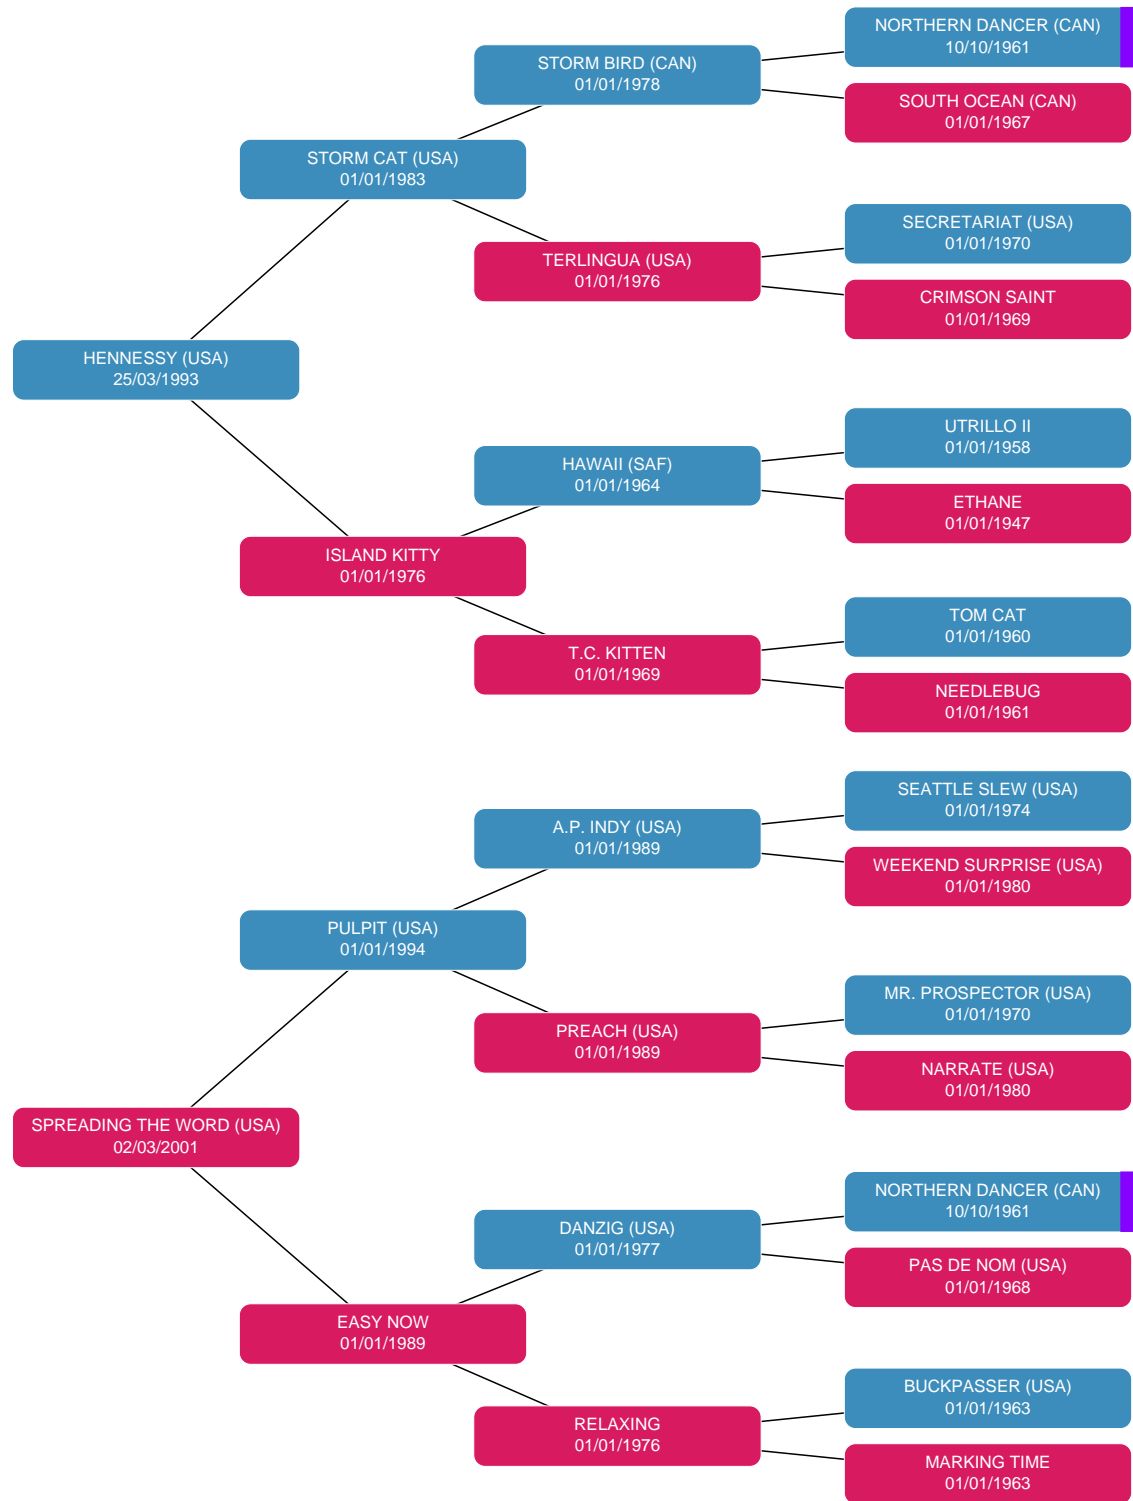 NORTHERN DANCER (CAN)
10/10/1961
STORM BIRD (CAN)
01/01/1978
SOUTH OCEAN (CAN)
01/01/1967
STORM CAT (USA)
01/01/1983
SECRETARIAT (USA)
01/01/1970
TERLINGUA (USA)
01/01/1976
CRIMSON SAINT
01/01/1969
HENNESSY (USA)
25/03/1993
UTRILLO II
01/01/1958
HAWAII (SAF)
01/01/1964
ETHANE
01/01/1947
ISLAND KITTY
01/01/1976
TOM CAT
01/01/1960
T.C. KITTEN
01/01/1969
NEEDLEBUG
01/01/1961
SEATTLE SLEW (USA)
01/01/1974
A.P. INDY (USA)
01/01/1989
WEEKEND SURPRISE (USA)
01/01/1980
PULPIT (USA)
01/01/1994
MR. PROSPECTOR (USA)
01/01/1970
PREACH (USA)
01/01/1989
NARRATE (USA)
01/01/1980
SPREADING THE WORD (USA)
02/03/2001
NORTHERN DANCER (CAN)
10/10/1961
DANZIG (USA)
01/01/1977
PAS DE NOM (USA)
01/01/1968
EASY NOW
01/01/1989
BUCKPASSER (USA)
01/01/1963
RELAXING
01/01/1976
MARKING TIME
01/01/1963